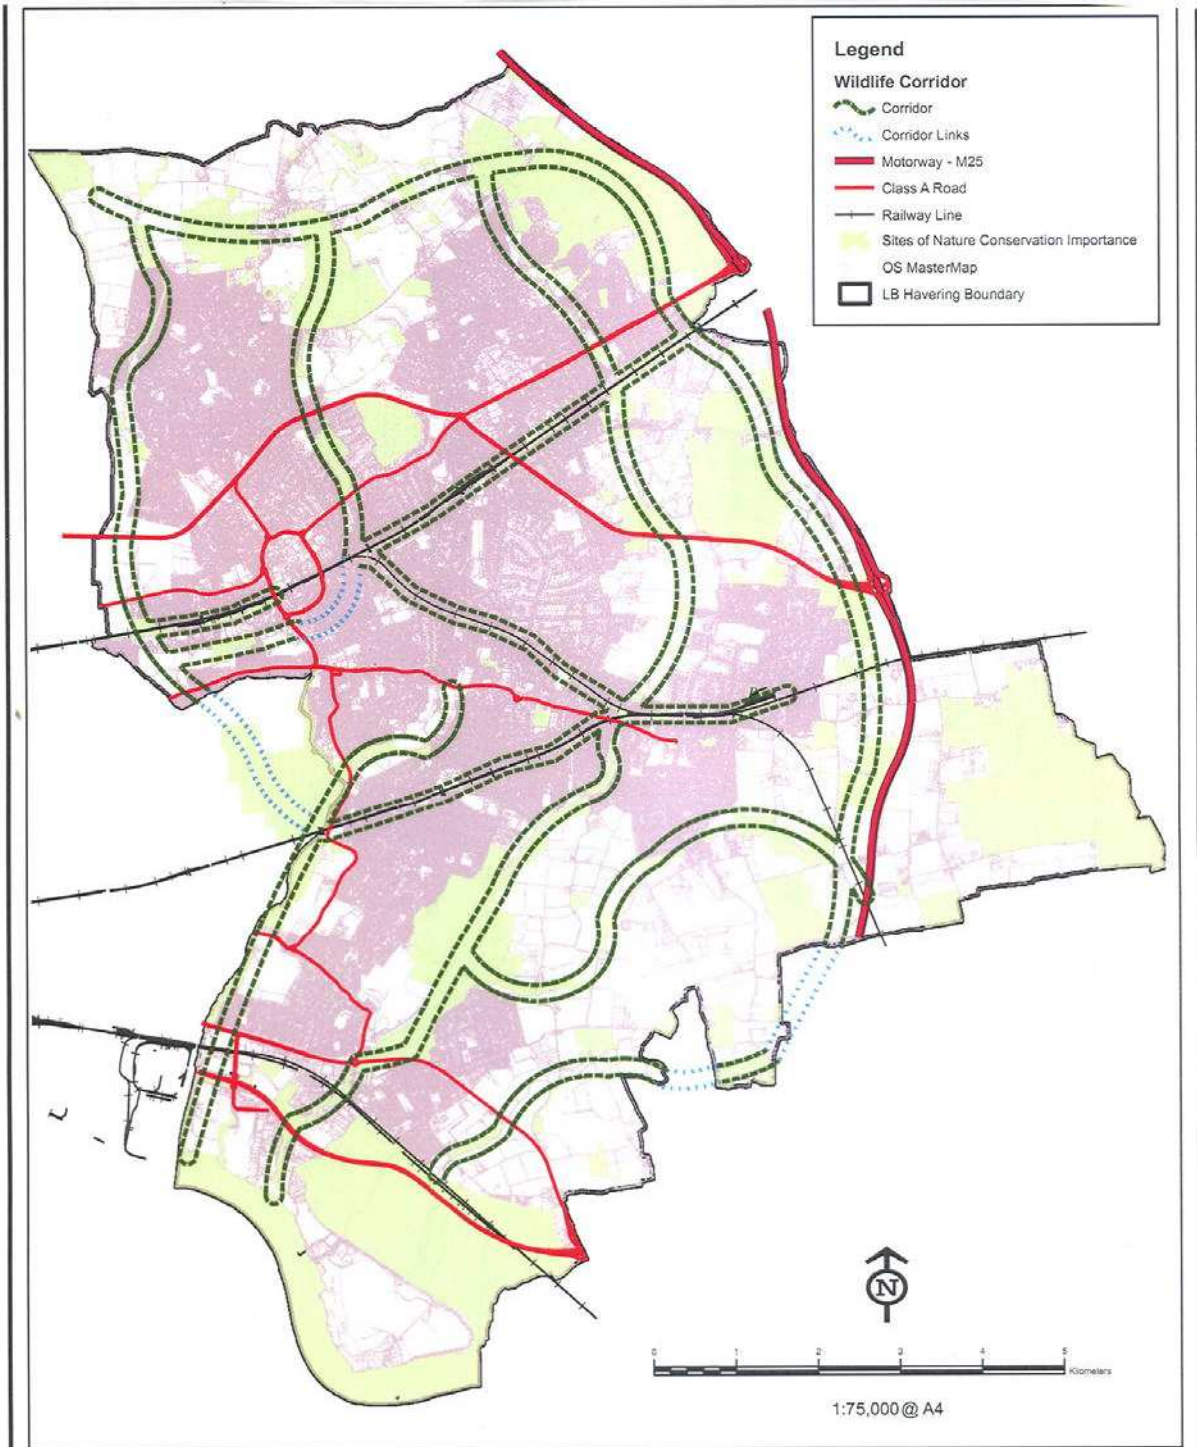 Legend
Wildlife Corridor
Corridor
Corridor Links
Motorway - M25
Class A Road
Railway Line
Sites of Nature Conservation Importance
OS MasterMap
LB Havering Boundary
N
0 1 2 3 4 5
Kilometers
1:75,000 @ A4